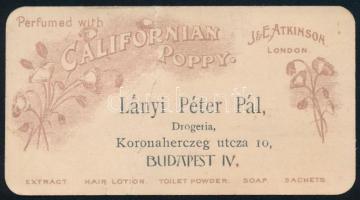 Perfumed with
CALIFORNIAN
POPPY.
J&E. ATKINSON
LONDON.
Lányi Péter Pál,
Drogeria,
Koronaherczeg utcza 10,
BUDAPEST IV.
EXTRACT HAIR LOTION. TOILET POWDER. SOAP. SACHETS.